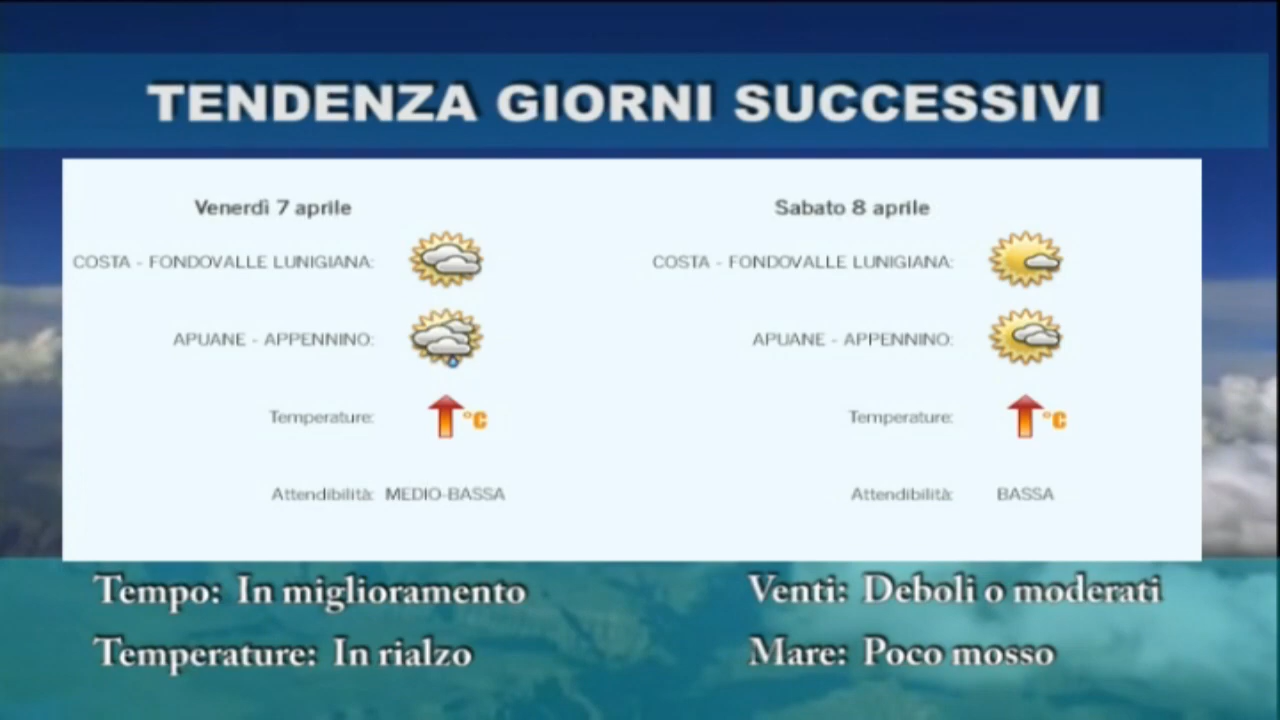 TENDENZA GIORNI SUCCESSIVI
Venerdì 7 aprile
COSTA - FONDOVALLE LUNIGIANA:
APUANE - APPENNINO:
Temperature: °C
Attendibilità: MEDIO-BASSA
Sabato 8 aprile
COSTA - FONDOVALLE LUNIGIANA:
APUANE - APPENNINO:
Temperature: °C
Attendibilità: BASSA
Tempo: In miglioramento
Temperature: In rialzo
Venti: Deboli o moderati
Mare: Poco mosso